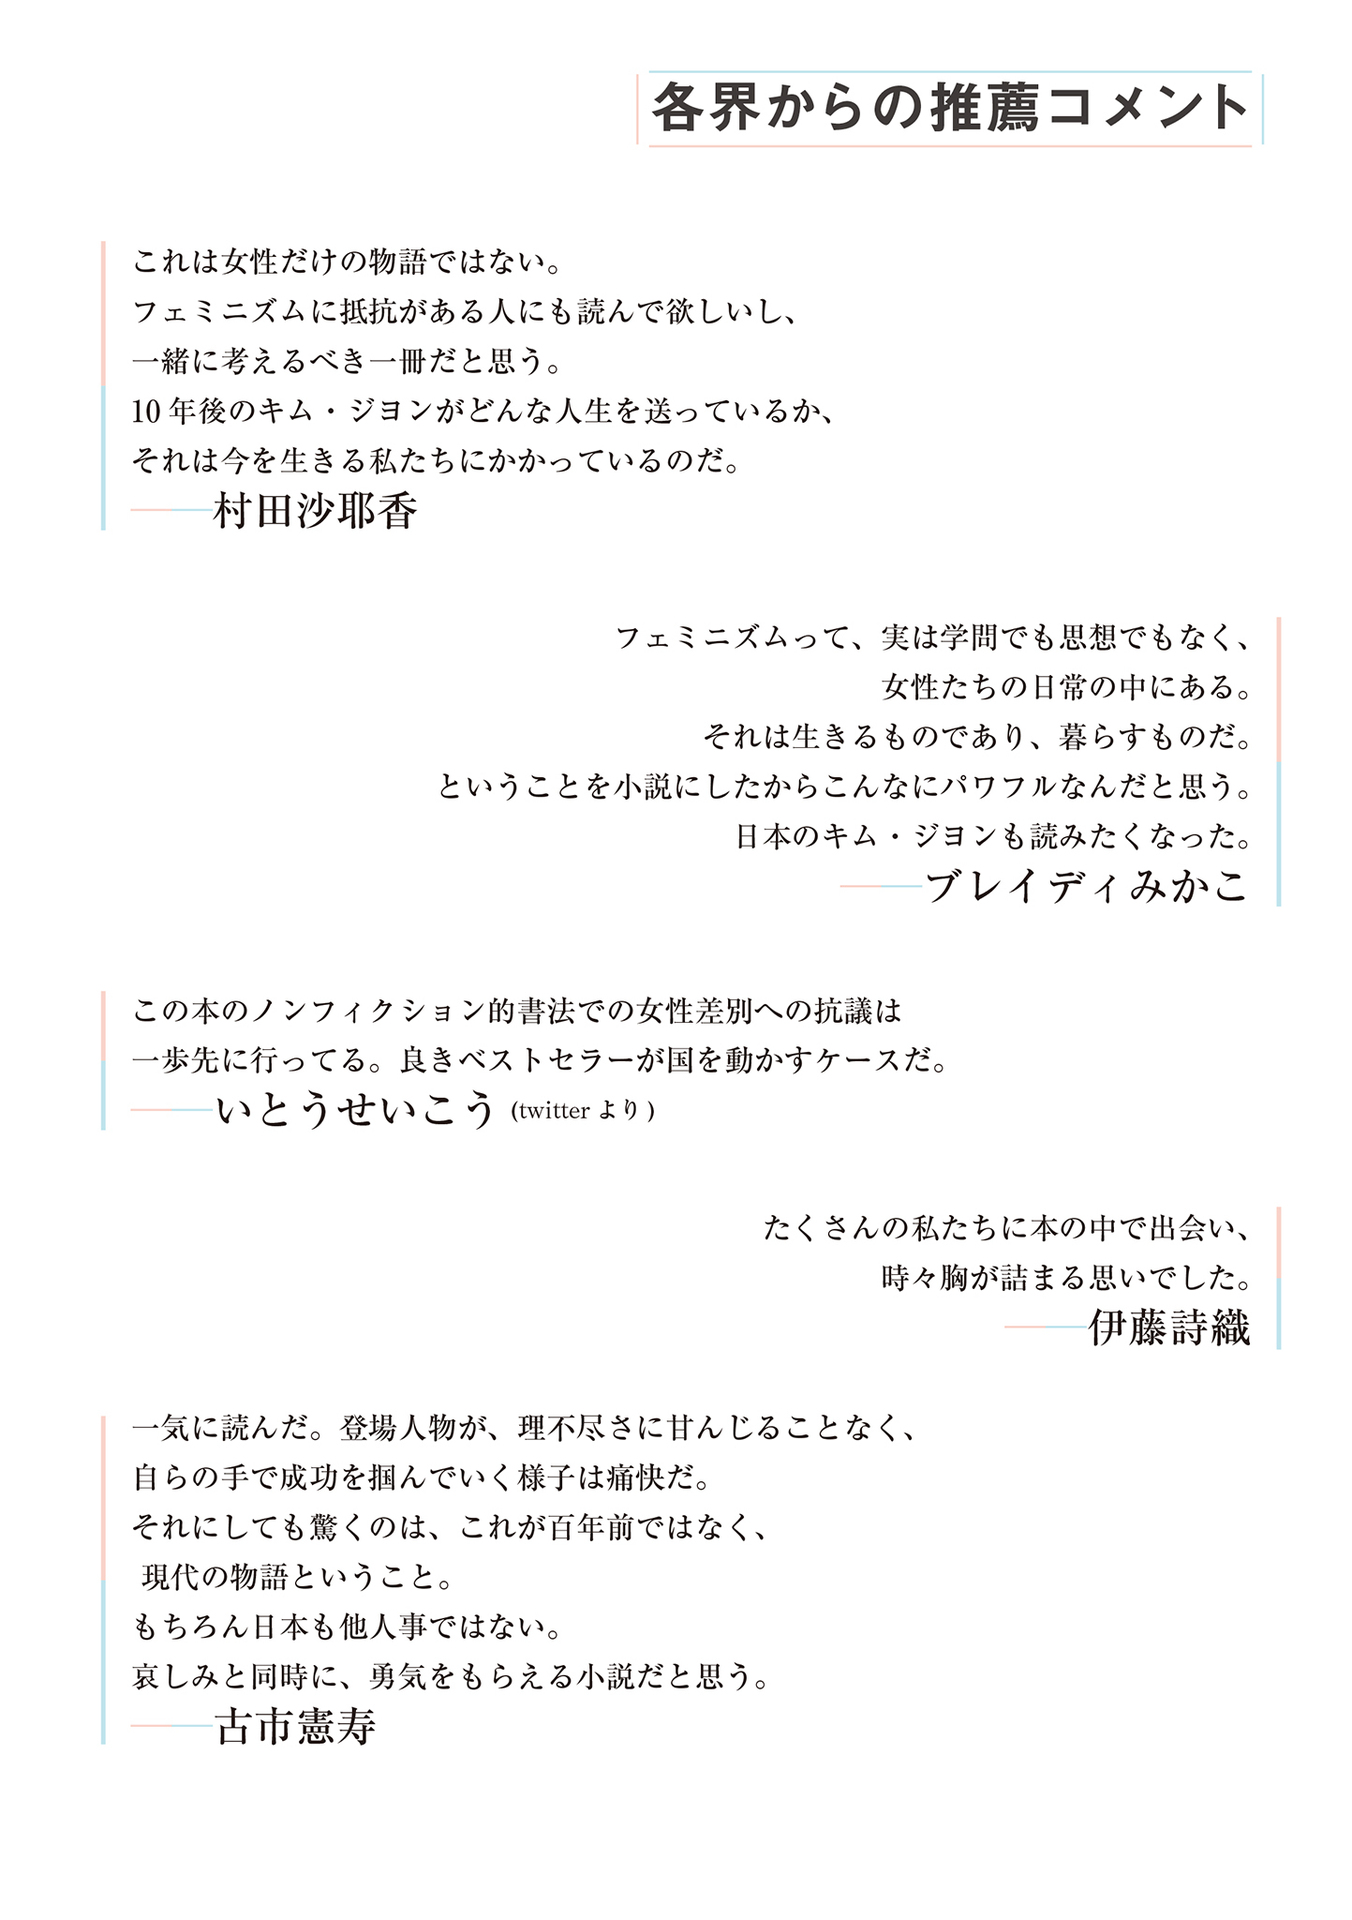 各界からの推薦コメント
これは女性だけの物語ではない。
フェミニズムに抵抗がある人にも読んで欲しいし、
一緒に考えるべき一冊だと思う。
10 年後のキム・ジヨンがどんな人生を送っているか、
それは今を生きる私たちにかかっているのだ。
――村田沙耶香
フェミニズムって、実は学問でも思想でもなく、
女性たちの日常の中にある。
それは生きるものであり、暮らすものだ。
ということを小説にしたからこんなにパワフルなんだと思う。
日本のキム・ジヨンも読みたくなった。
――ブレイディみかこ
この本のノンフィクション的書法での女性差別への抗議は
一歩先に行ってる。良きベストセラーが国を動かすケースだ。
――いとうせいこう (twitter より )
たくさんの私たちに本の中で出会い、
時々胸が詰まる思いでした。
――伊藤詩織
一気に読んだ。登場人物が、理不尽さに甘んじることなく、
自らの手で成功を掴んでいく様子は痛快だ。
それにしても驚くのは、これが百年前ではなく、
現代の物語ということ。
もちろん日本も他人事ではない。
哀しみと同時に、勇気をもらえる小説だと思う。
――古市憲寿